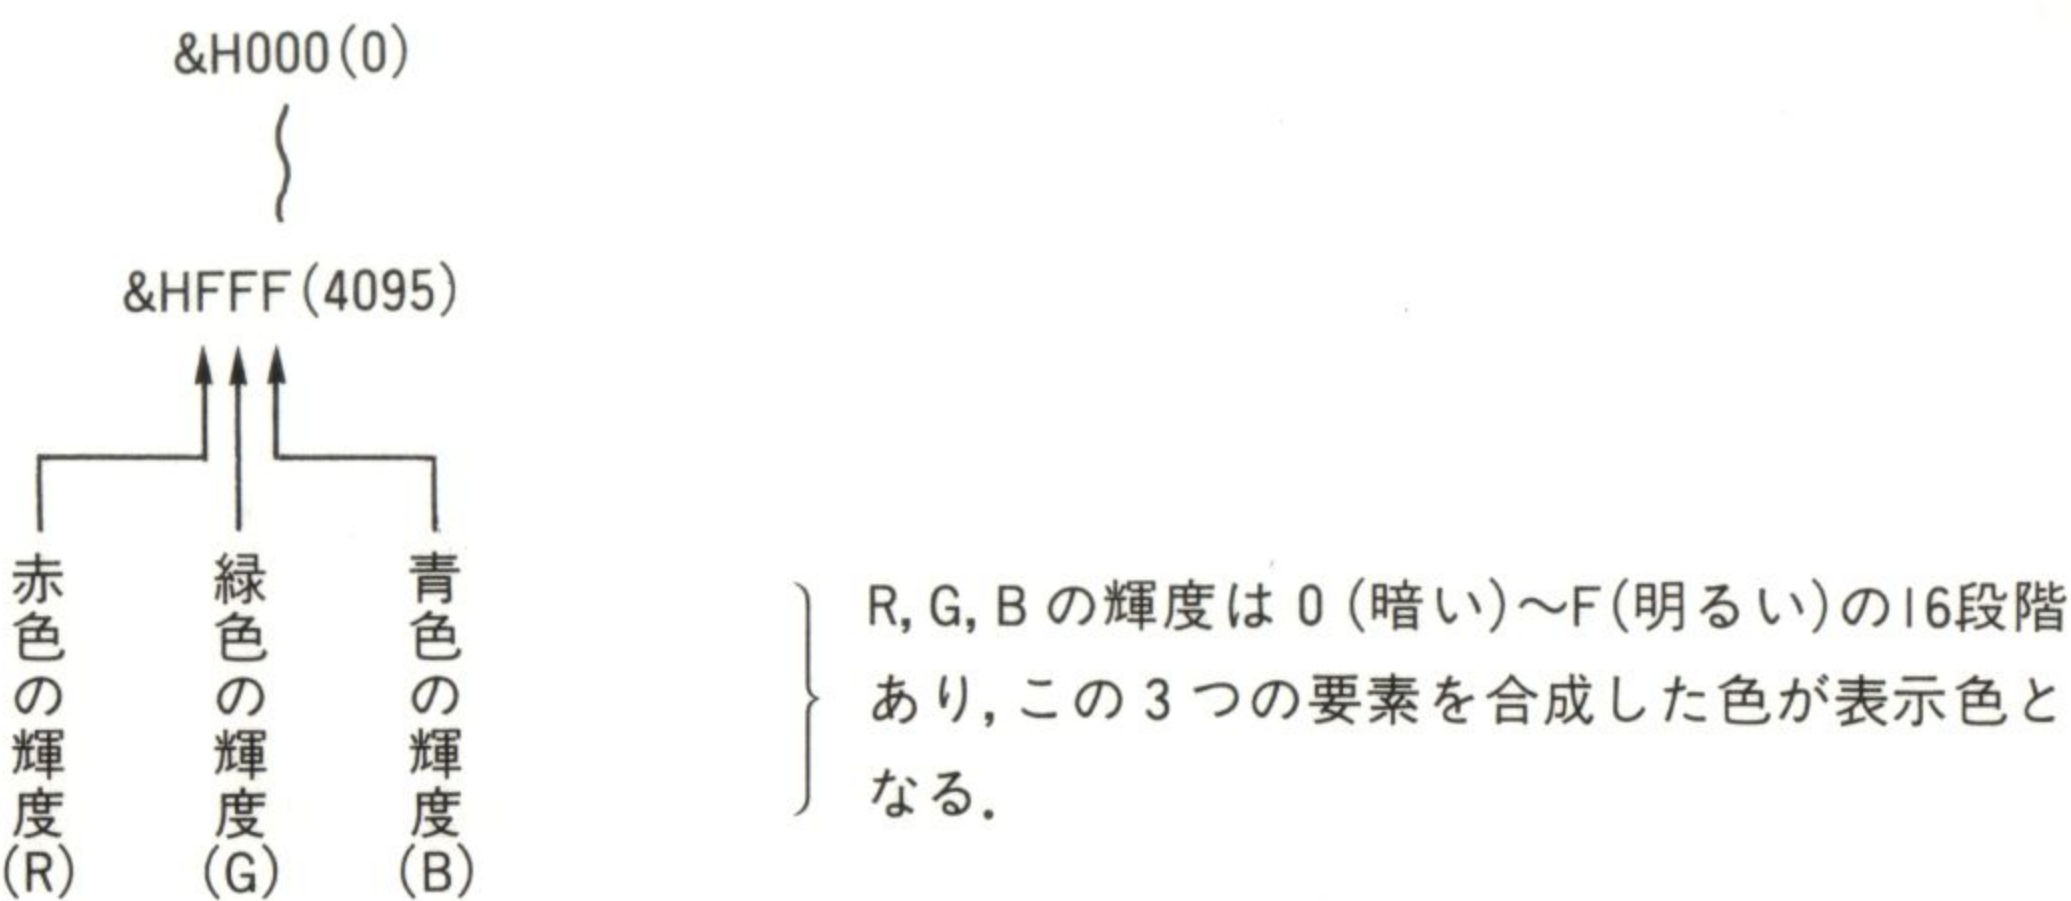 &H000(0)
&HFFF(4095)
赤色の輝度(R)
緑色の輝度(G)
青色の輝度(B)
R, G, B の輝度は 0 (暗い)～F(明るい)の16段階
あり, この 3 つの要素を合成した色が表示色と
なる.